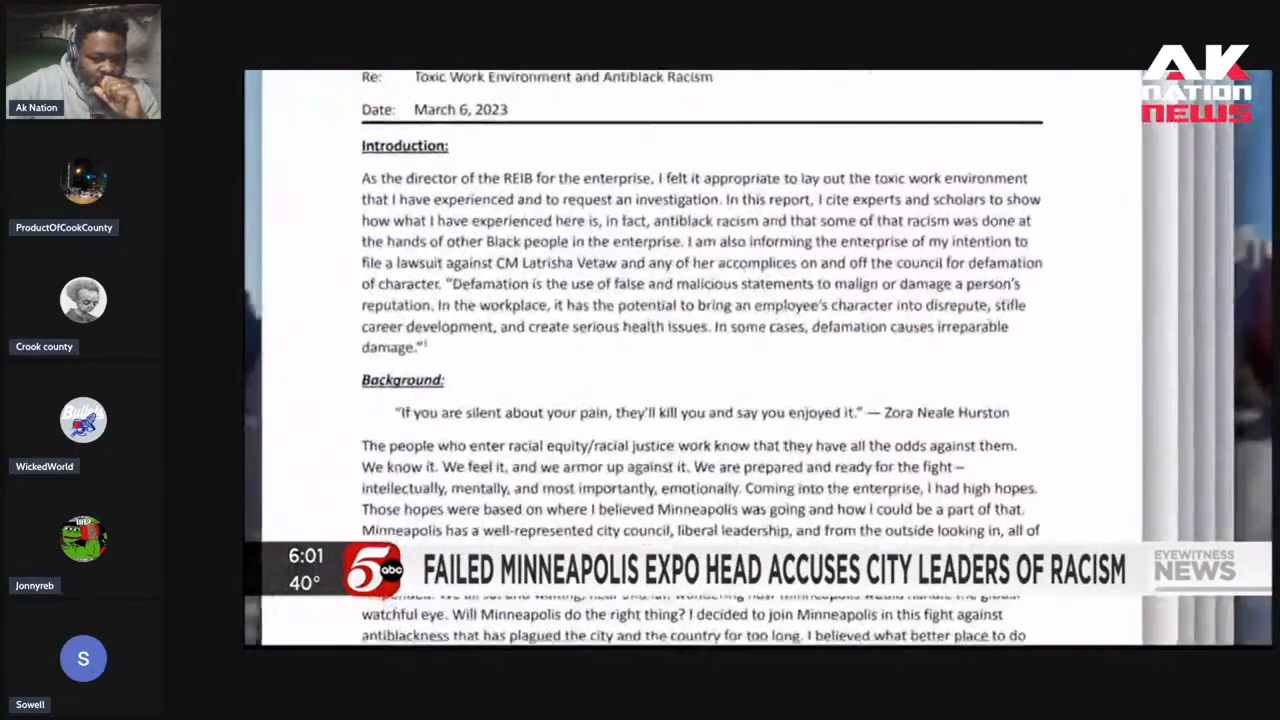 Ak Nation
ProductOfCookCounty
Crook county
WickedWorld
Jonnyreb
S
Sowell
AK
NATION
NEWS
Re: Toxic Work Environment and Antiblack Racism
Date: March 6, 2023
Introduction:
As the director of the REIB for the enterprise, I felt it appropriate to lay out the toxic work environment
that I have experienced and to request an investigation. In this report, I cite experts and scholars to show
how what I have experienced here is, in fact, antiblack racism and that some of that racism was done at
the hands of other Black people in the enterprise. I am also informing the enterprise of my intention to
file a lawsuit against CM Latrisha Vetaw and any of her accomplices on and off the council for defamation
of character. "Defamation is the use of false and malicious statements to malign or damage a person's
reputation. In the workplace, it has the potential to bring an employee's character into disrepute, stifle
career development, and create serious health issues. In some cases, defamation causes irreparable
damage."¹
Background:
"If you are silent about your pain, they'll kill you and say you enjoyed it." — Zora Neale Hurston
The people who enter racial equity/racial justice work know that they have all the odds against them.
We know it. We feel it, and we armor up against it. We are prepared and ready for the fight –
intellectually, mentally, and most importantly, emotionally. Coming into the enterprise, I had high hopes.
Those hopes were based on where I believed Minneapolis was going and how I could be a part of that.
Minneapolis has a well-represented city council, liberal leadership, and from the outside looking in, all of
6:01
40°
5 abc
FAILED MINNEAPOLIS EXPO HEAD ACCUSES CITY LEADERS OF RACISM
EYEWITNESS
NEWS
watchful eye. Will Minneapolis do the right thing? I decided to join Minneapolis in this fight against
antiblackness that has plagued the city and the country for too long. I believed what better place to do